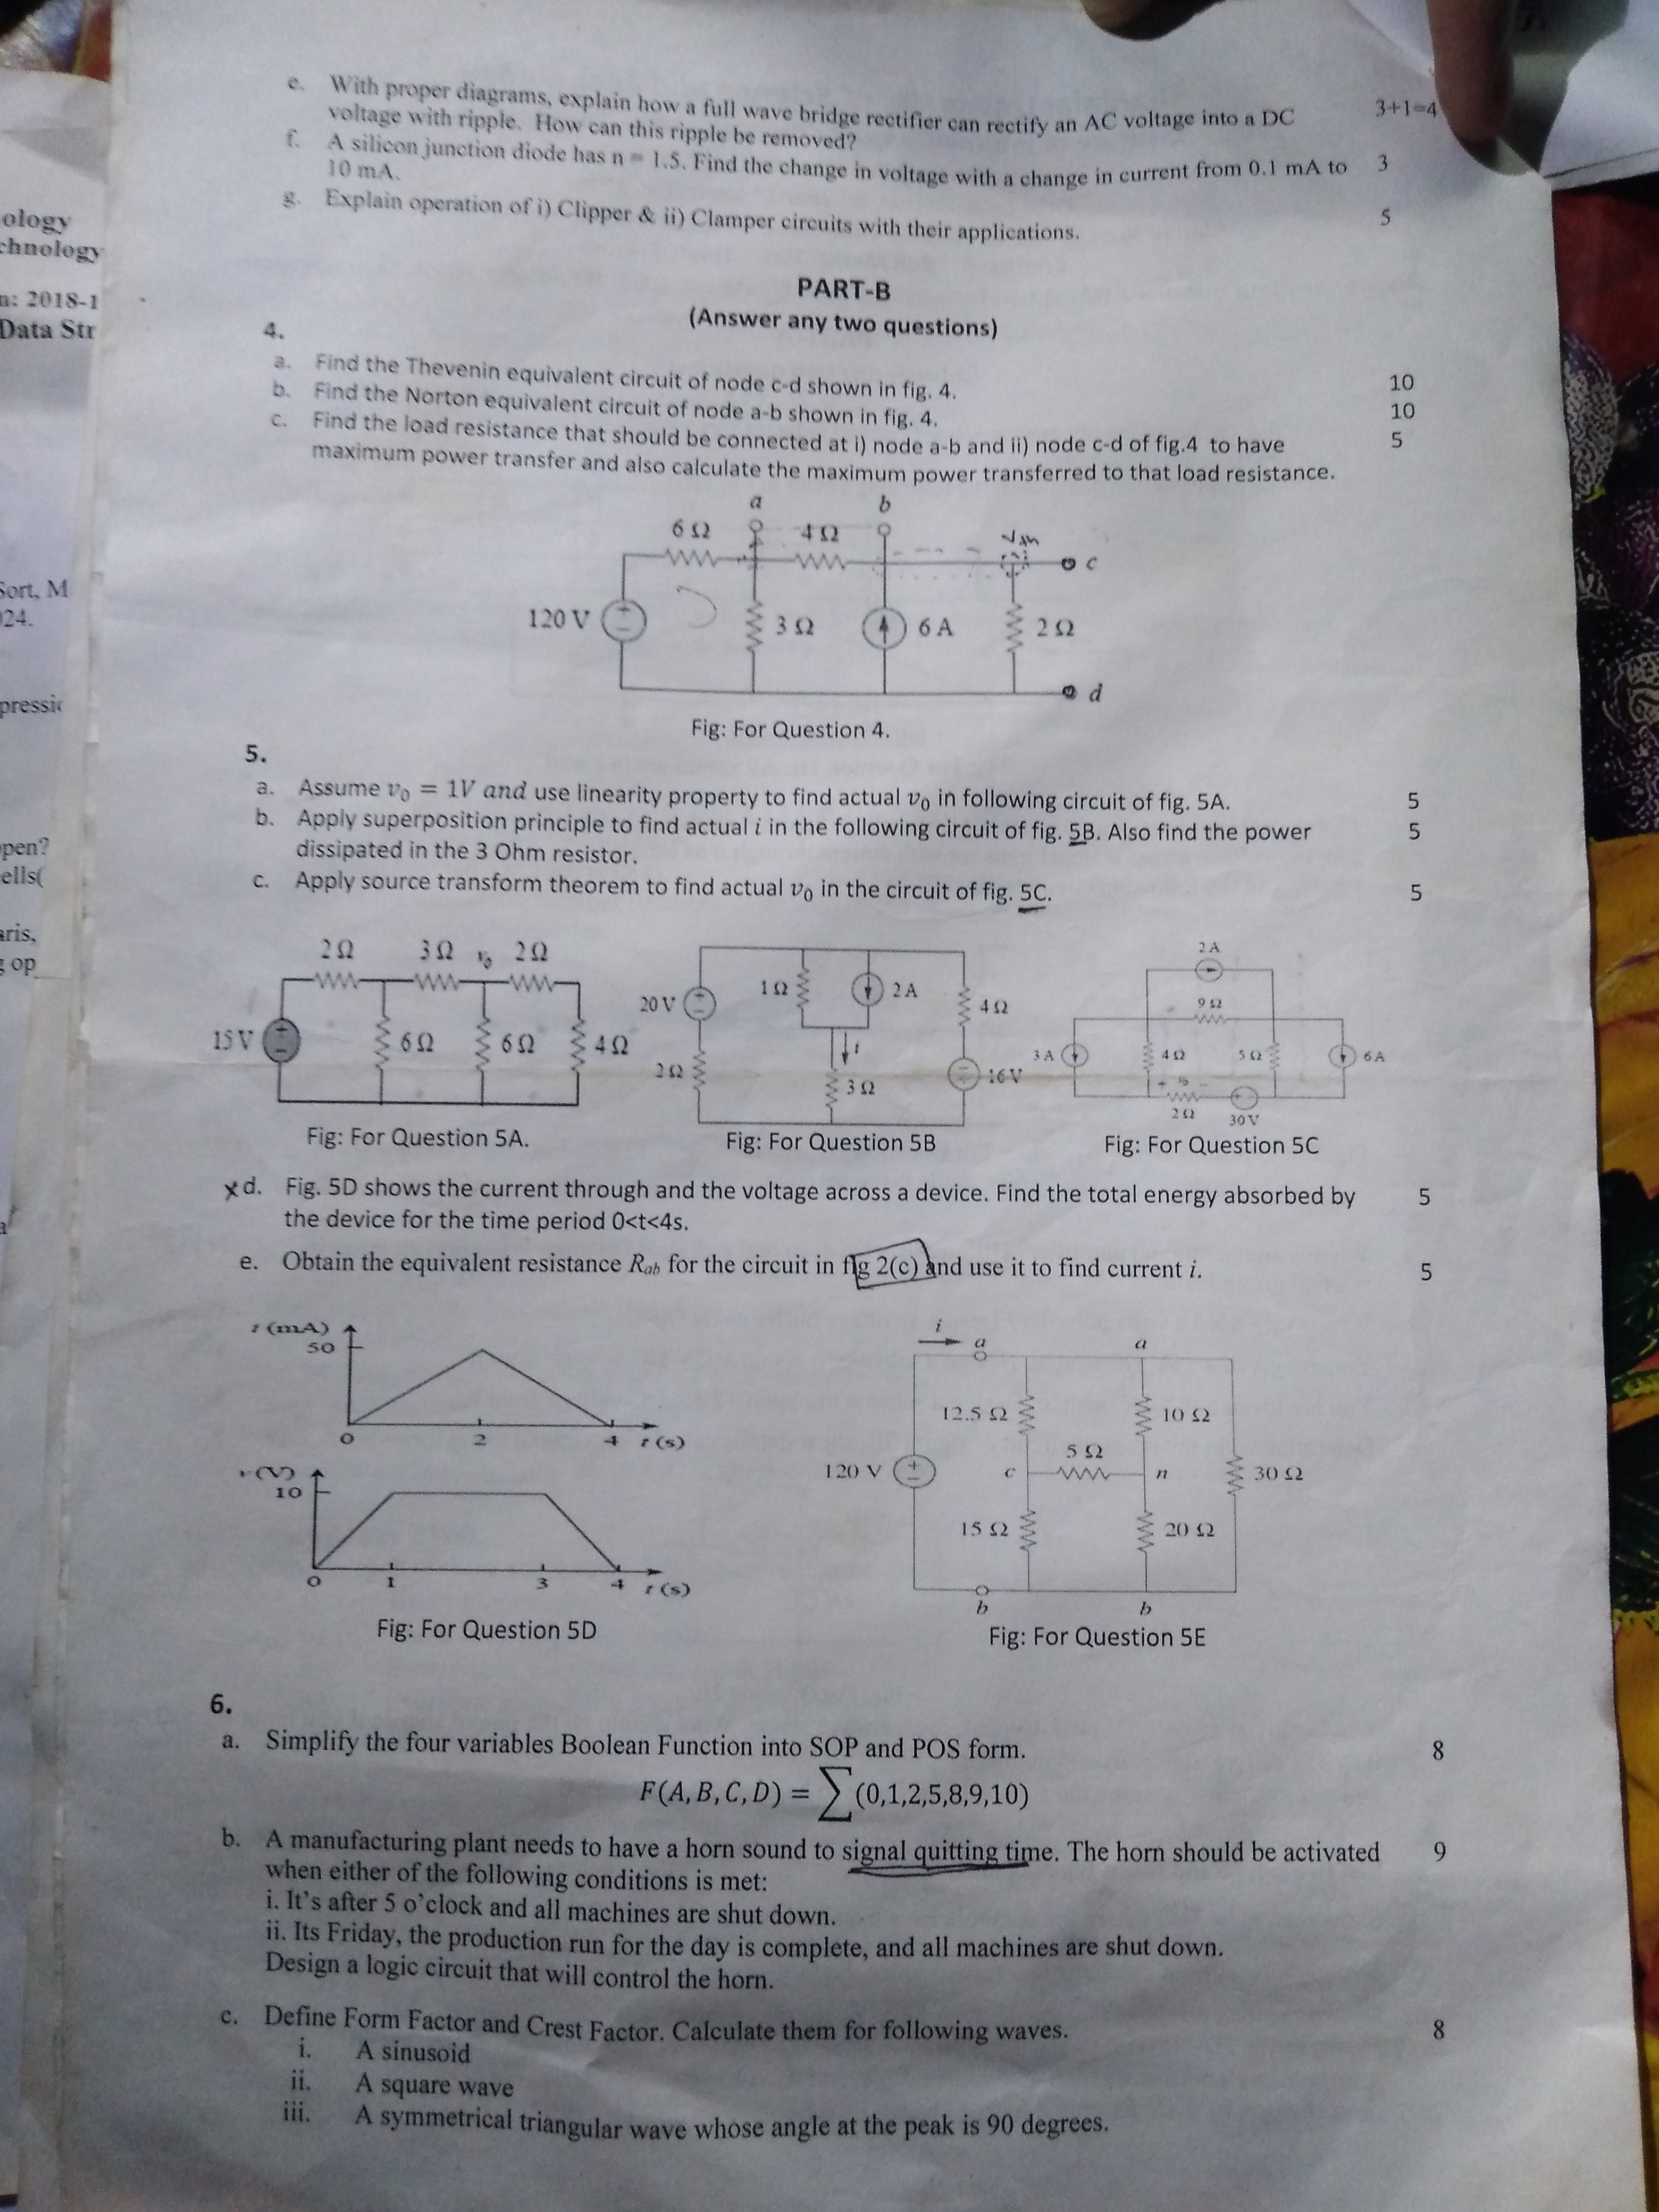 e. With proper diagrams, explain how a full wave bridge rectifier can rectify an AC voltage into a DC 3+1=4
voltage with ripple. How can this ripple be removed?
f. A silicon junction diode has n = 1.5. Find the change in voltage with a change in current from 0.1 mA to 3
10 mA.
g. Explain operation of i) Clipper & ii) Clamper circuits with their applications. 5
ology
chnology
n: 2018-1
Data Str
Sort, M
024.
pressic
open?
ells(
aris,
g op
PART-B
(Answer any two questions)
4.
a. Find the Thevenin equivalent circuit of node c-d shown in fig. 4. 10
b. Find the Norton equivalent circuit of node a-b shown in fig. 4. 10
c. Find the load resistance that should be connected at i) node a-b and ii) node c-d of fig.4 to have 5
maximum power transfer and also calculate the maximum power transferred to that load resistance.
a b
6 Ω 4 Ω
c
120 V + − 3 Ω 6 A 2 Ω
d
Fig: For Question 4.
5.
a. Assume v₀ = 1V and use linearity property to find actual v₀ in following circuit of fig. 5A. 5
b. Apply superposition principle to find actual i in the following circuit of fig. 5B. Also find the power 5
dissipated in the 3 Ohm resistor.
c. Apply source transform theorem to find actual v₀ in the circuit of fig. 5C. 5
2 Ω 3 Ω v₀ 2 Ω
15 V + − 6 Ω 6 Ω 4 Ω
Fig: For Question 5A.
20 V + − 1 Ω 2 A 4 Ω
i
2 Ω 3 Ω 16 V
Fig: For Question 5B
2 A
9 Ω
3 A 4 Ω 5 Ω 6 A
+ v₀ −
2 Ω 30 V
Fig: For Question 5C
x d. Fig. 5D shows the current through and the voltage across a device. Find the total energy absorbed by 5
the device for the time period 0<t<4s.
e. Obtain the equivalent resistance Rab for the circuit in fig 2(c) and use it to find current i. 5
i (mA)
50
0 2 4 t (s)
v (V)
10
0 1 3 4 t (s)
Fig: For Question 5D
i a a
12.5 Ω 10 Ω
5 Ω
120 V + − c n 30 Ω
15 Ω 20 Ω
b b
Fig: For Question 5E
6.
a. Simplify the four variables Boolean Function into SOP and POS form. 8
F(A, B, C, D) = ∑(0,1,2,5,8,9,10)
b. A manufacturing plant needs to have a horn sound to signal quitting time. The horn should be activated 9
when either of the following conditions is met:
i. It's after 5 o'clock and all machines are shut down.
ii. Its Friday, the production run for the day is complete, and all machines are shut down.
Design a logic circuit that will control the horn.
c. Define Form Factor and Crest Factor. Calculate them for following waves. 8
i. A sinusoid
ii. A square wave
iii. A symmetrical triangular wave whose angle at the peak is 90 degrees.